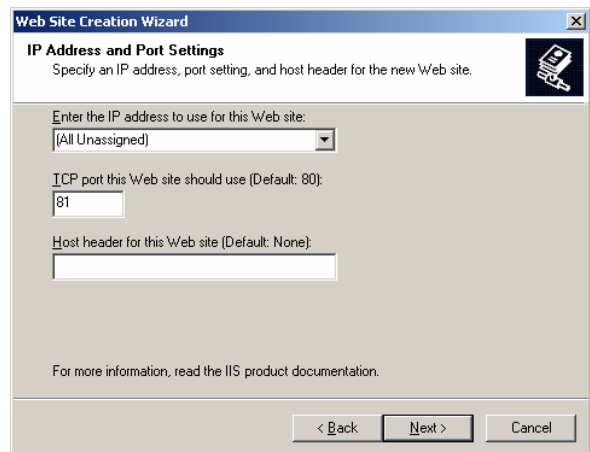 Web Site Creation Wizard
IP Address and Port Settings
Specify an IP address, port setting, and host header for the new Web site.
Enter the IP address to use for this Web site:
(All Unassigned)
TCP port this Web site should use (Default: 80):
81
Host header for this Web site (Default: None):
For more information, read the IIS product documentation.
< Back Next > Cancel